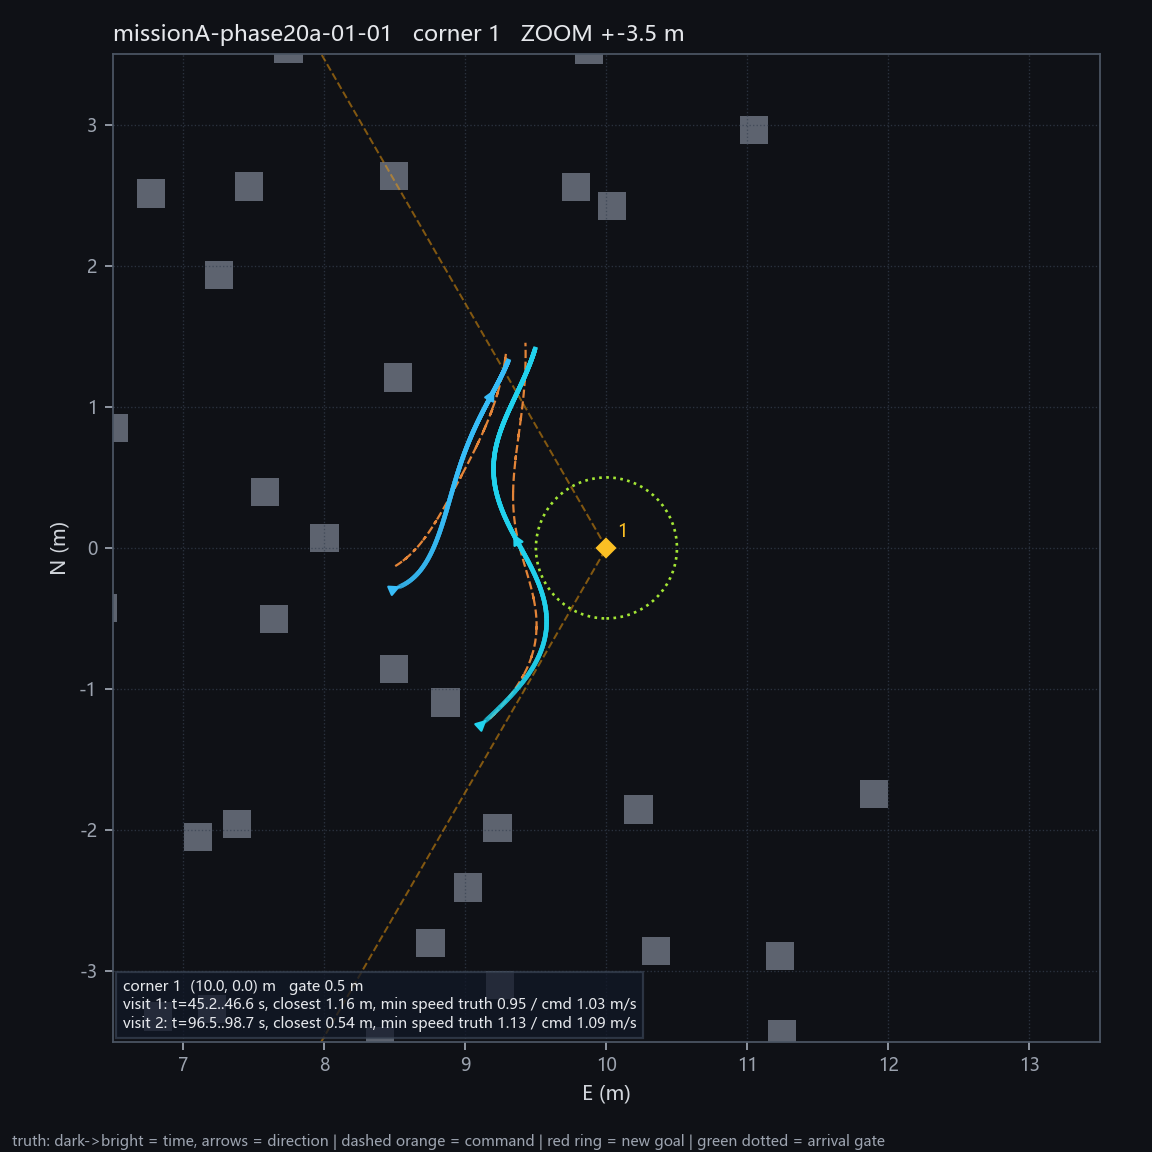 missionA-phase20a-01-01   corner 1   ZOOM +-3.5 m
3
2
1
0
-1
-2
-3
N (m)
1
corner 1  (10.0, 0.0) m   gate 0.5 m
visit 1: t=45.2..46.6 s, closest 1.16 m, min speed truth 0.95 / cmd 1.03 m/s
visit 2: t=96.5..98.7 s, closest 0.54 m, min speed truth 1.13 / cmd 1.09 m/s
7 8 9 10 11 12 13
E (m)
truth: dark->bright = time, arrows = direction | dashed orange = command | red ring = new goal | green dotted = arrival gate